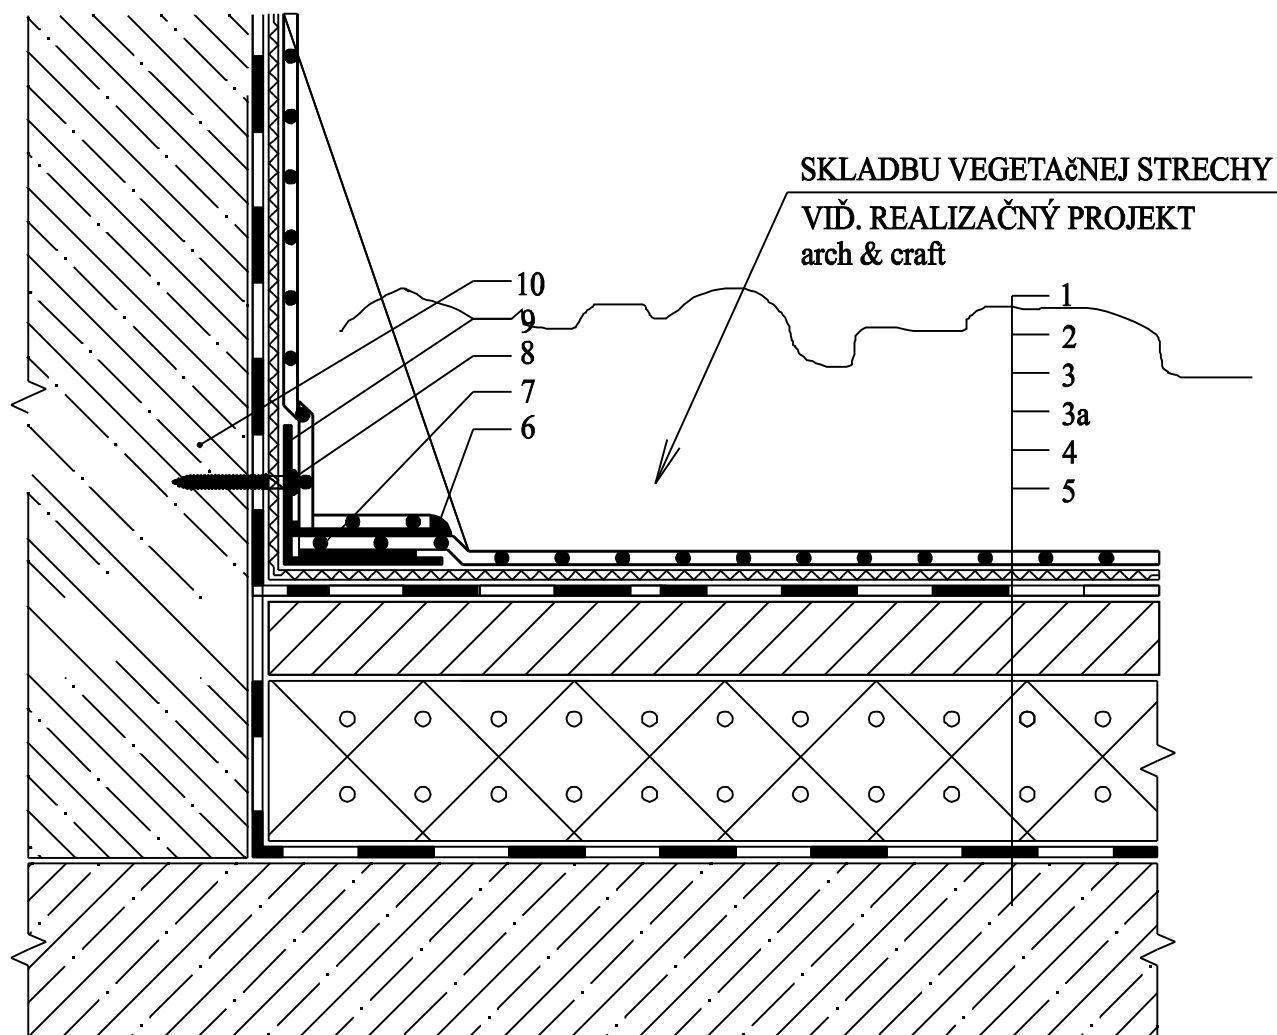 SKLADBU VEGETAčNEJ STRECHY
VIĎ. REALIZAČNÝ PROJEKT
arch & craft
10
9
8
7
6
1
2
3
3a
4
5